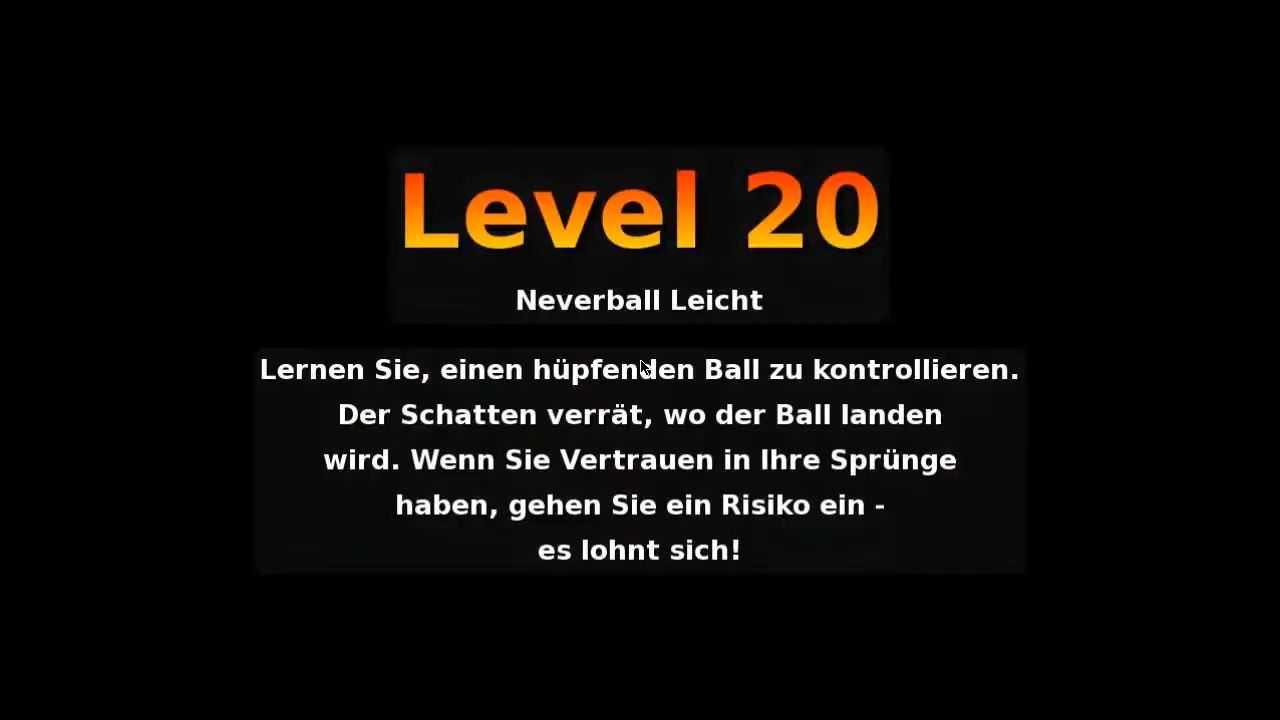 Level 20
Neverball Leicht
Lernen Sie, einen hüpfenden Ball zu kontrollieren.
Der Schatten verrät, wo der Ball landen
wird. Wenn Sie Vertrauen in Ihre Sprünge
haben, gehen Sie ein Risiko ein -
es lohnt sich!